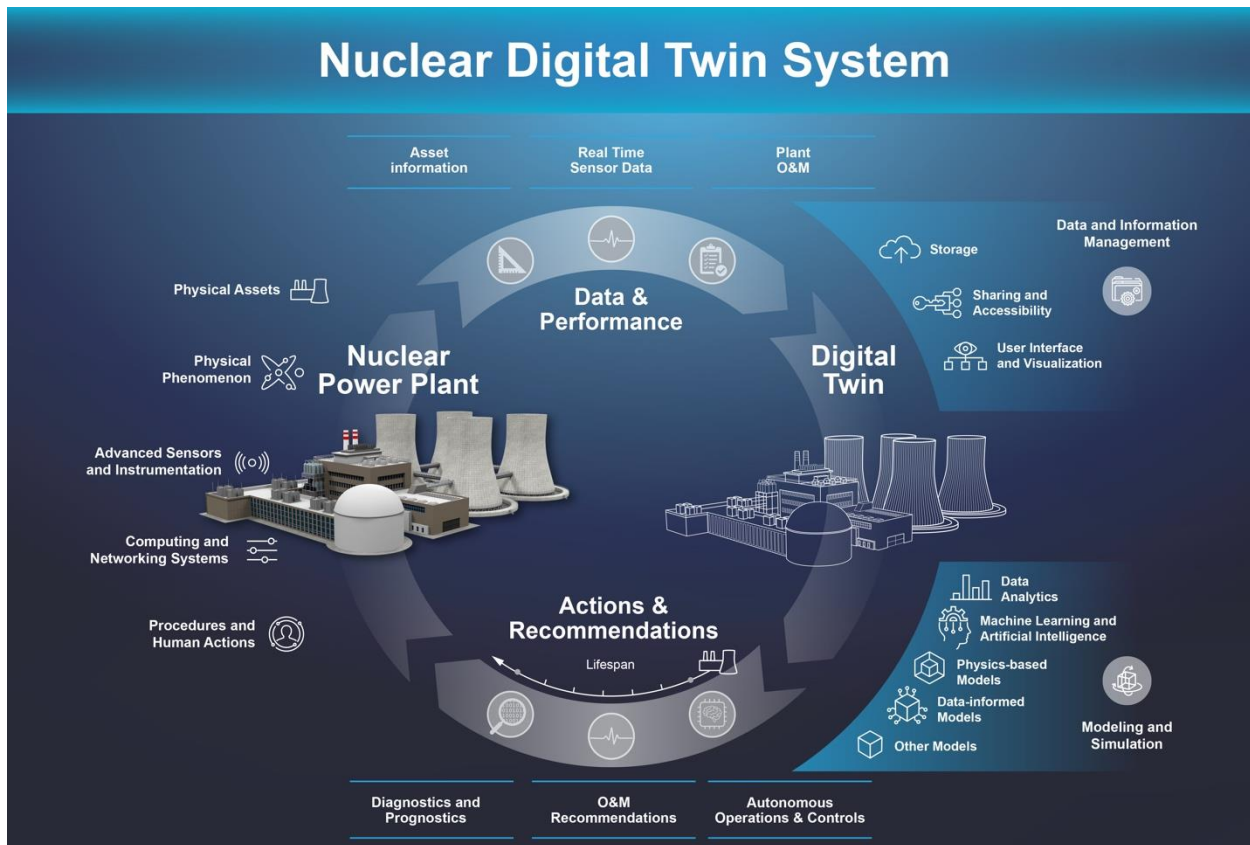 Nuclear Digital Twin System
Asset
information
Real Time
Sensor Data
Plant
O&M
Data &
Performance
Physical Assets
Physical
Phenomenon
Advanced Sensors
and Instrumentation
Computing and
Networking Systems
Procedures and
Human Actions
Nuclear
Power Plant
Digital
Twin
Storage
Sharing and
Accessibility
User Interface
and Visualization
Data and Information
Management
Data
Analytics
Machine Learning and
Artificial Intelligence
Physics-based
Models
Data-informed
Models
Other Models
Modeling and
Simulation
Actions &
Recommendations
Lifespan
Diagnostics and
Prognostics
O&M
Recommendations
Autonomous
Operations & Controls